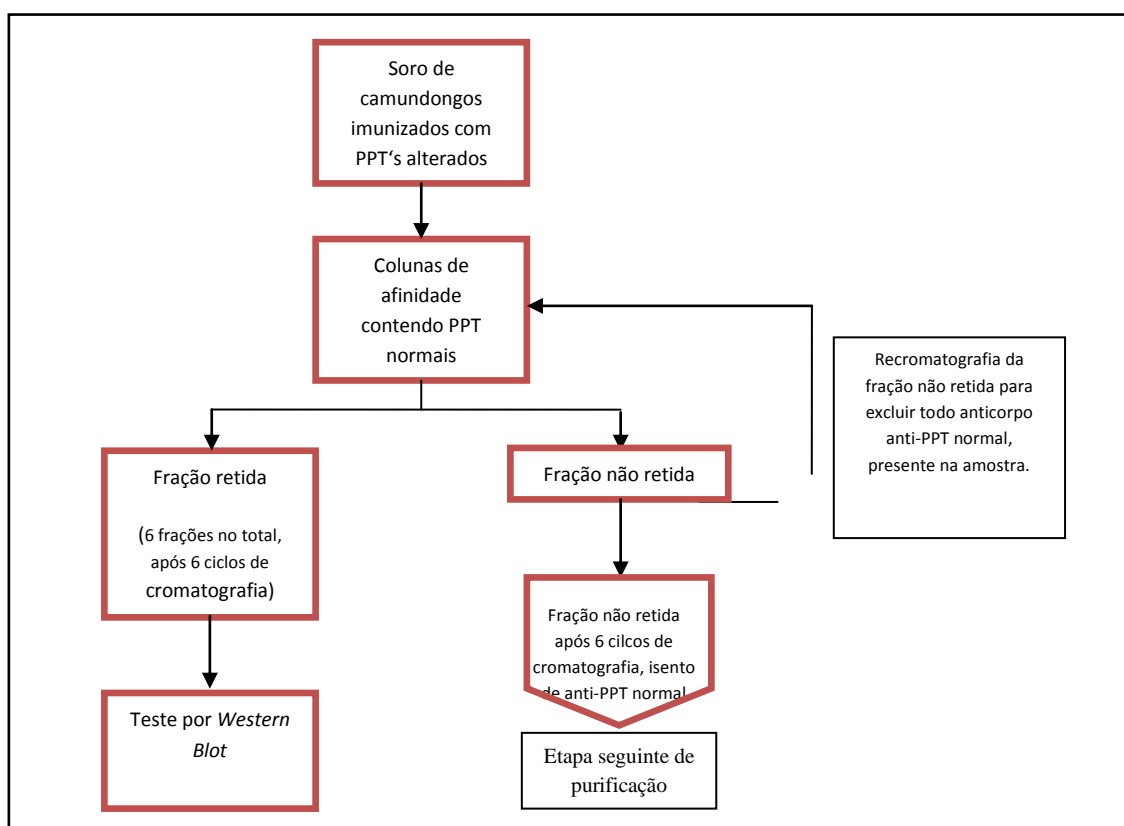 Soro de
camundongos
imunizados com
PPT‘s alterados
Colunas de
afinidade
contendo PPT
normais
Recromatografia da
fração não retida para
excluir todo anticorpo
anti-PPT normal,
presente na amostra.
Fração retida
(6 frações no total,
após 6 ciclos de
cromatografia)
Fração não retida
Fração não retida
após 6 cilcos de
cromatografia, isento
de anti-PPT normal
Teste por Western
Blot
Etapa seguinte de
purificação